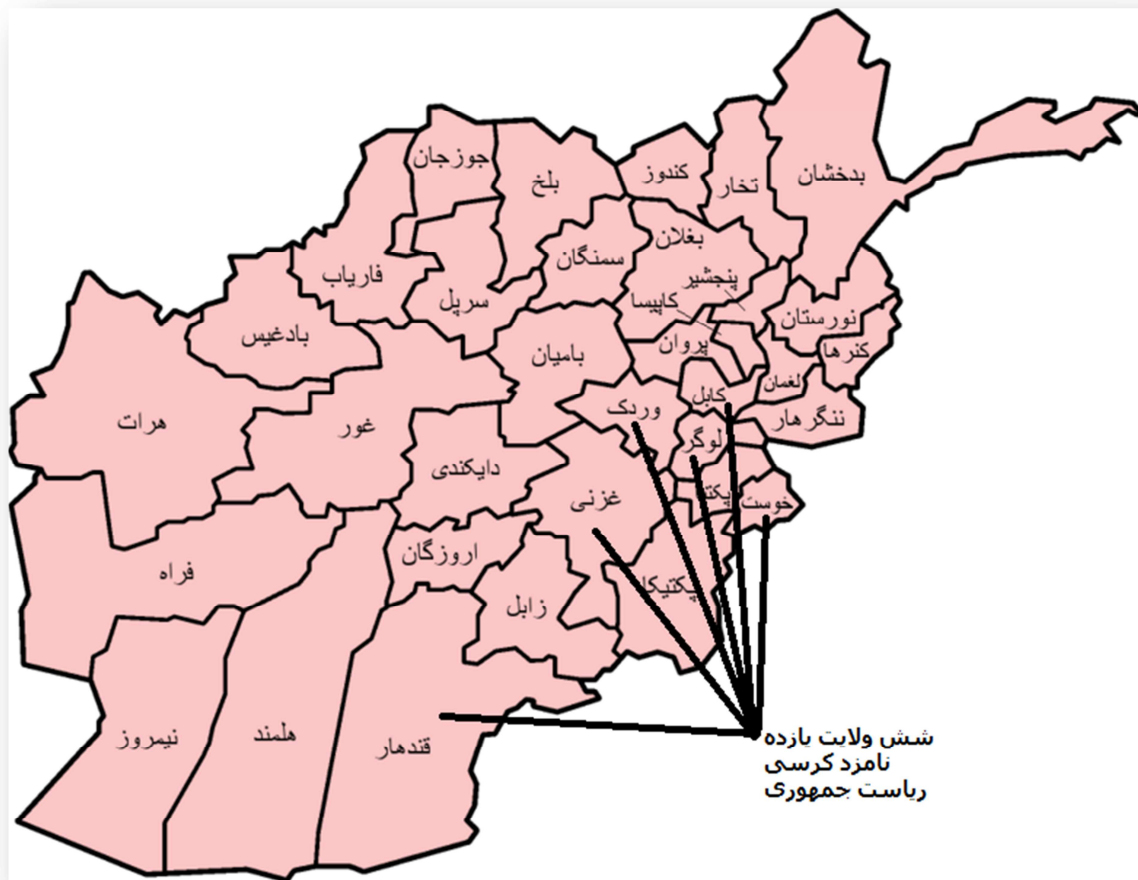 بدخشان
تخار
کندوز
بلخ
جوزجان
بغلان
سمنگان
سرپل
فاریاب
بادغیس
پنجشیر
کاپیسا
پروان
نورستان
کنرها
لغمان
ننگرهار
کابل
وردک
بامیان
لوگر
غور
هرات
دایکندی
غزنی
خوست
پکتیکا
اروزگان
زابل
فراه
قندهار
هلمند
نیمروز
شش ولایت یازده
نامزد کرسی
ریاست جمهوری